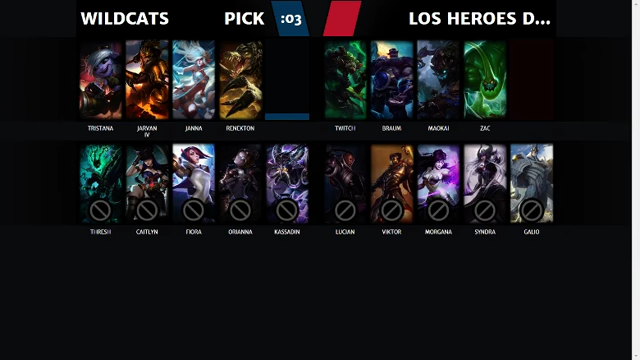 WILDCATS PICK :03 LOS HEROES D...
TRISTANA JARVAN IV JANNA RENEKTON TWITCH BRAUM MAOKAI ZAC
THRESH CAITLYN FIORA ORIANNA KASSADIN LUCIAN VIKTOR MORGANA SYNDRA GALIO